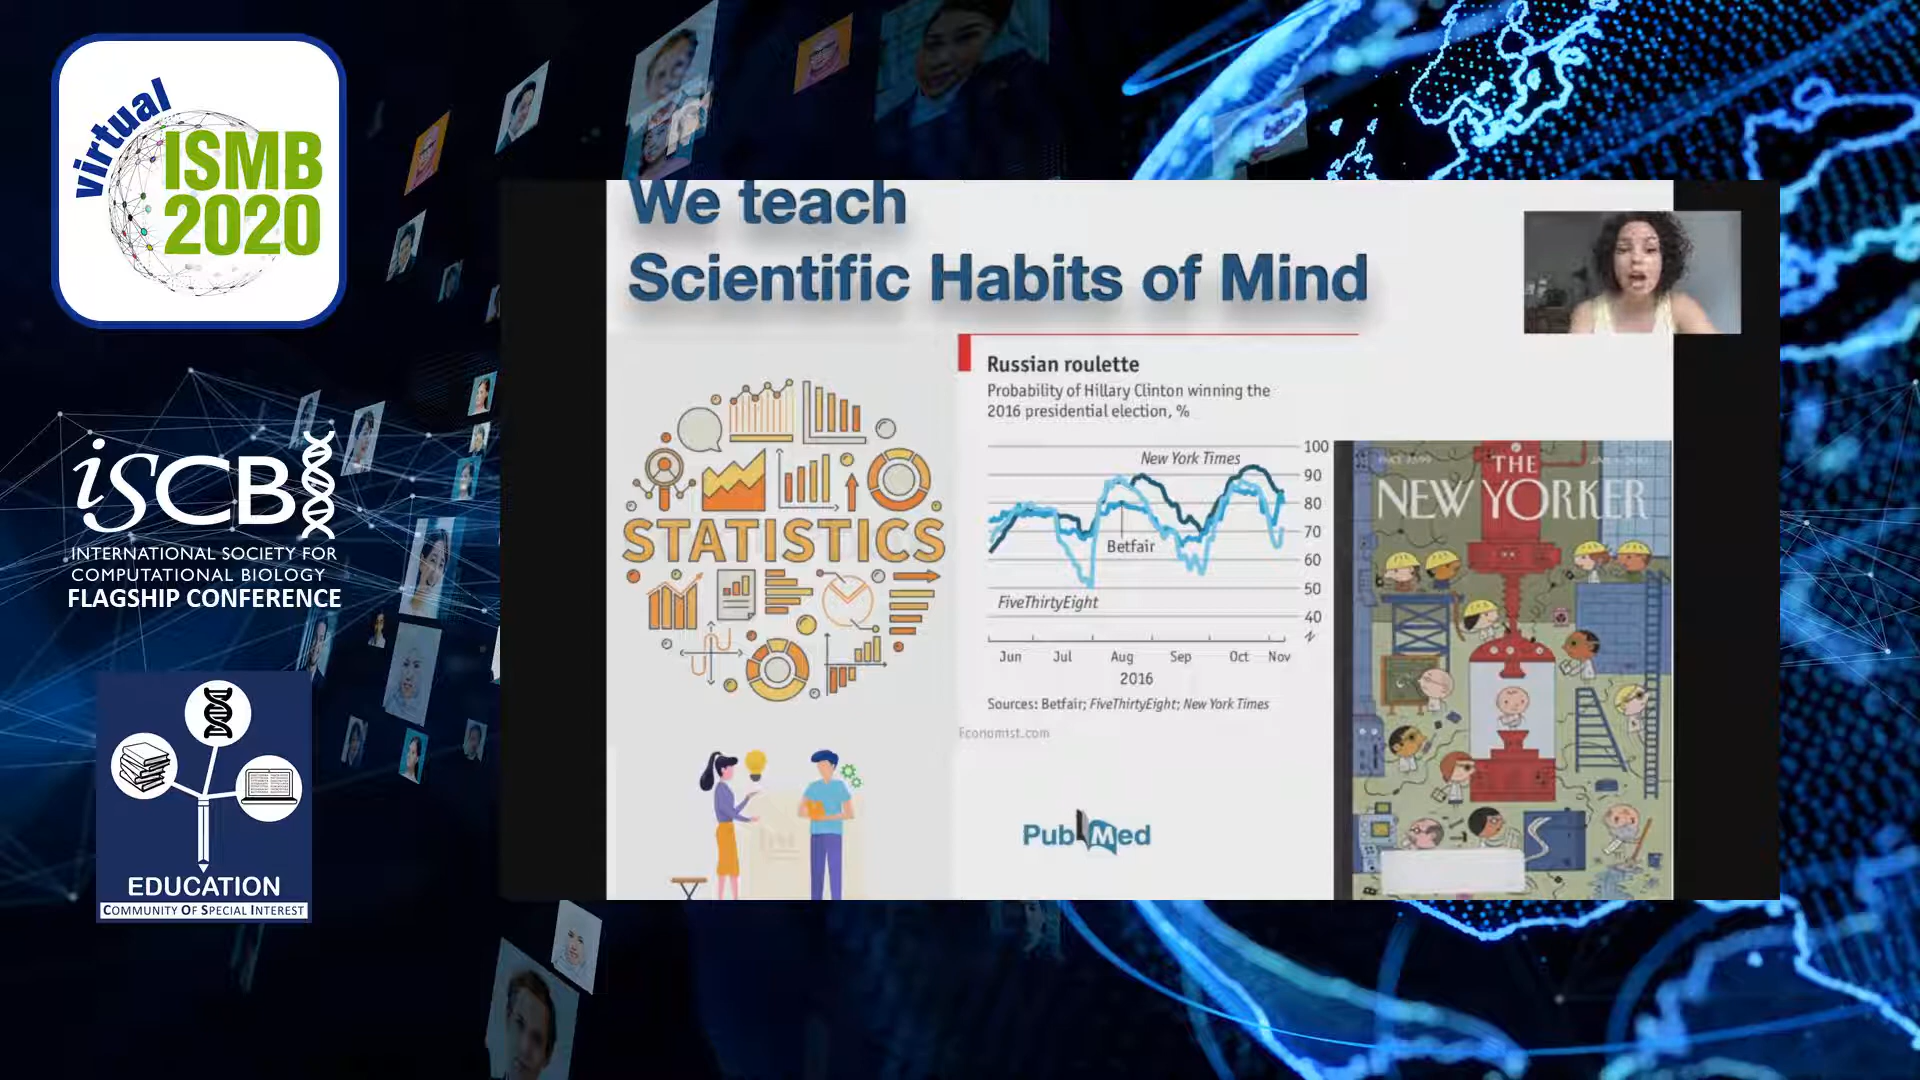 virtual
ISMB
2020
iSCB
INTERNATIONAL SOCIETY FOR
COMPUTATIONAL BIOLOGY
FLAGSHIP CONFERENCE
EDUCATION
COMMUNITY OF SPECIAL INTEREST
We teach
Scientific Habits of Mind
STATISTICS
Russian roulette
Probability of Hillary Clinton winning the
2016 presidential election, %
100
90
80
70
60
50
40
New York Times
Betfair
FiveThirtyEight
Jun Jul Aug Sep Oct Nov
2016
Sources: Betfair; FiveThirtyEight; New York Times
Economist.com
PubMed
THE
NEW YORKER